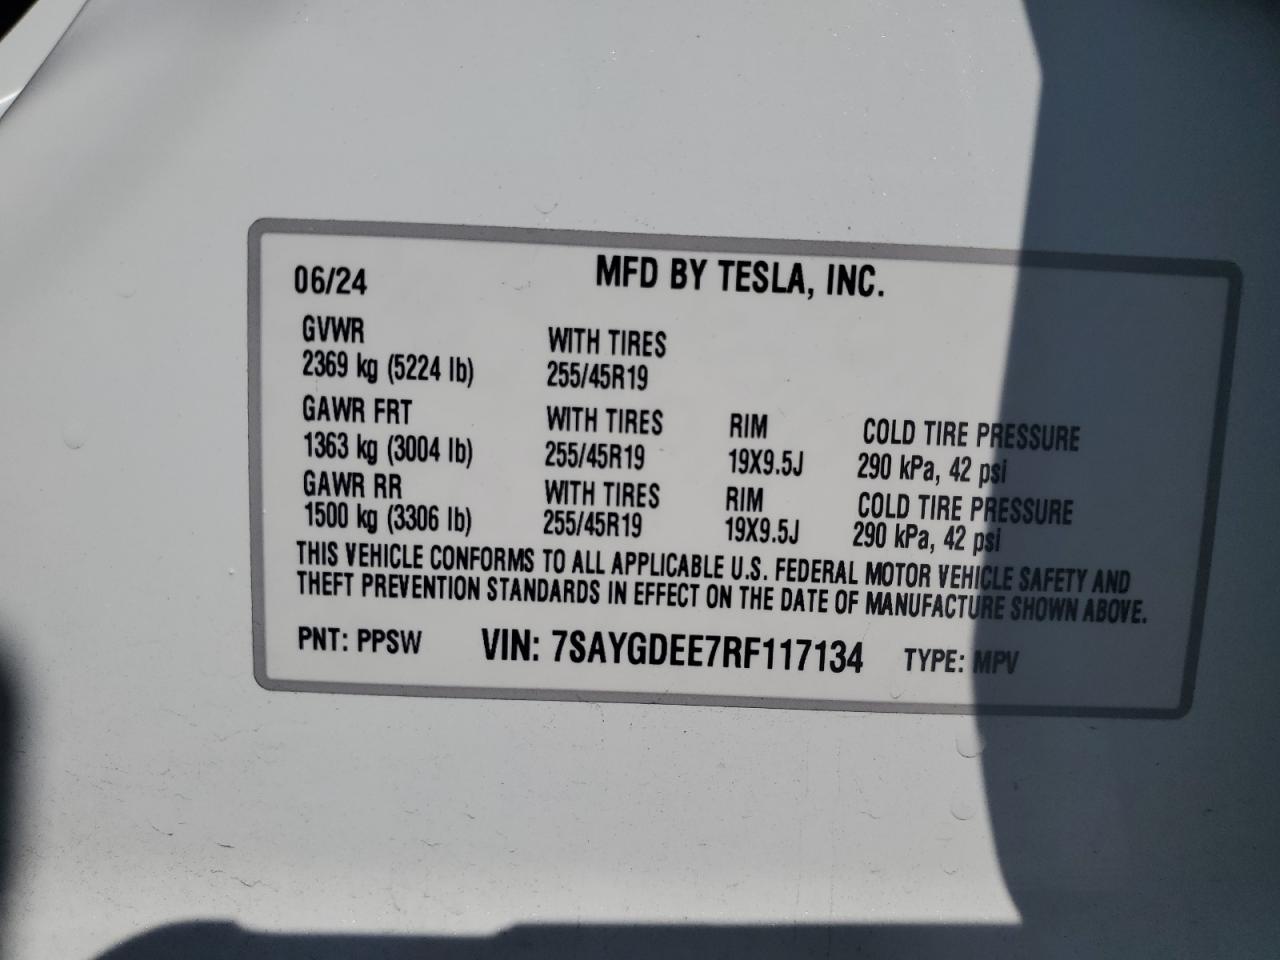 06/24 MFD BY TESLA, INC.
GVWR WITH TIRES
2369 kg (5224 lb) 255/45R19
GAWR FRT WITH TIRES RIM COLD TIRE PRESSURE
1363 kg (3004 lb) 255/45R19 19X9.5J 290 kPa, 42 psi
GAWR RR WITH TIRES RIM COLD TIRE PRESSURE
1500 kg (3306 lb) 255/45R19 19X9.5J 290 kPa, 42 psi
THIS VEHICLE CONFORMS TO ALL APPLICABLE U.S. FEDERAL MOTOR VEHICLE SAFETY AND
THEFT PREVENTION STANDARDS IN EFFECT ON THE DATE OF MANUFACTURE SHOWN ABOVE.
PNT: PPSW VIN: 7SAYGDEE7RF117134 TYPE: MPV